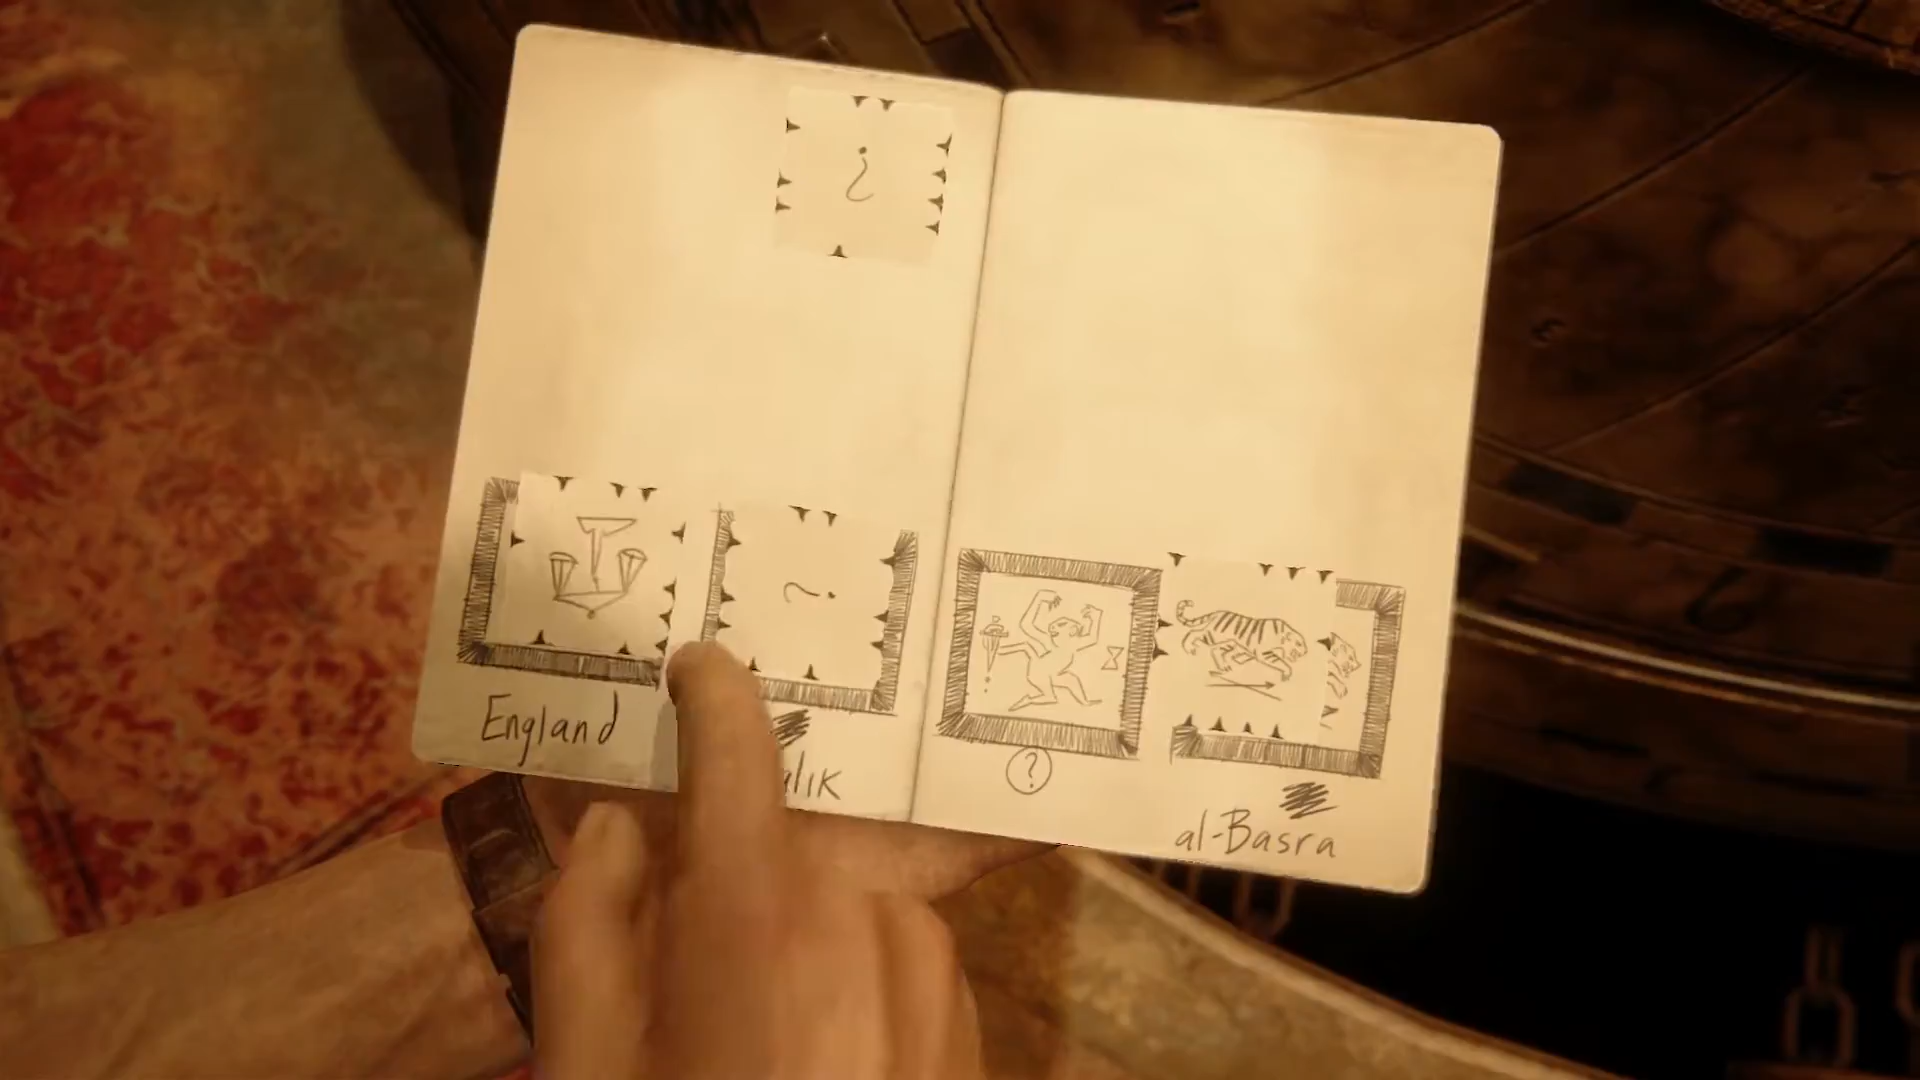 ¿
?
England
alik
?
al-Basra